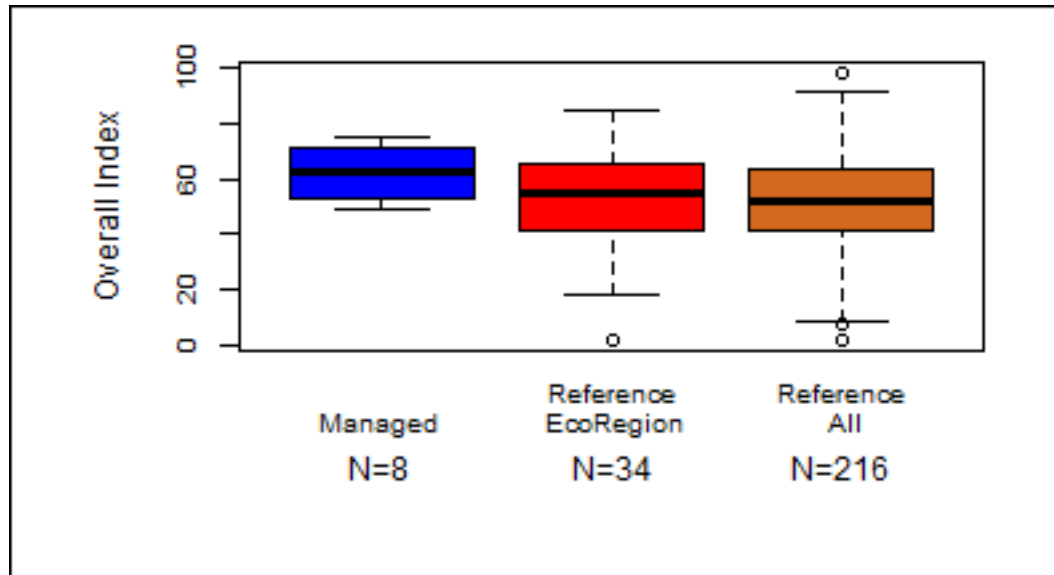 Overall Index
100
60
20
0
Managed
Reference
EcoRegion
Reference
All
N=8
N=34
N=216